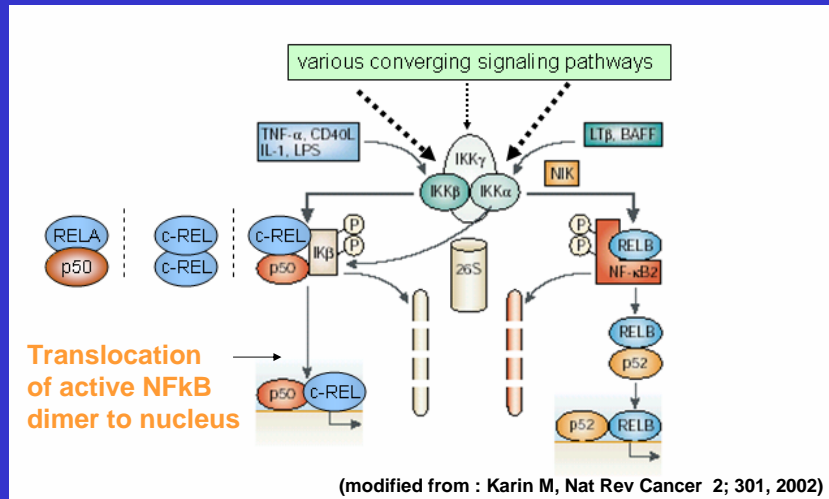 various converging signaling pathways
TNF-α, CD40L
IL-1, LPS
LTβ, BAFF
IKKγ
NIK
IKKβ
IKKα
RELA
p50
c-REL
c-REL
c-REL
p50
IKβ
P
P
26S
P
P
RELB
NF-κB2
RELB
p52
Translocation
of active NFkB
dimer to nucleus
p50
c-REL
p52
RELB
(modified from : Karin M, Nat Rev Cancer 2; 301, 2002)